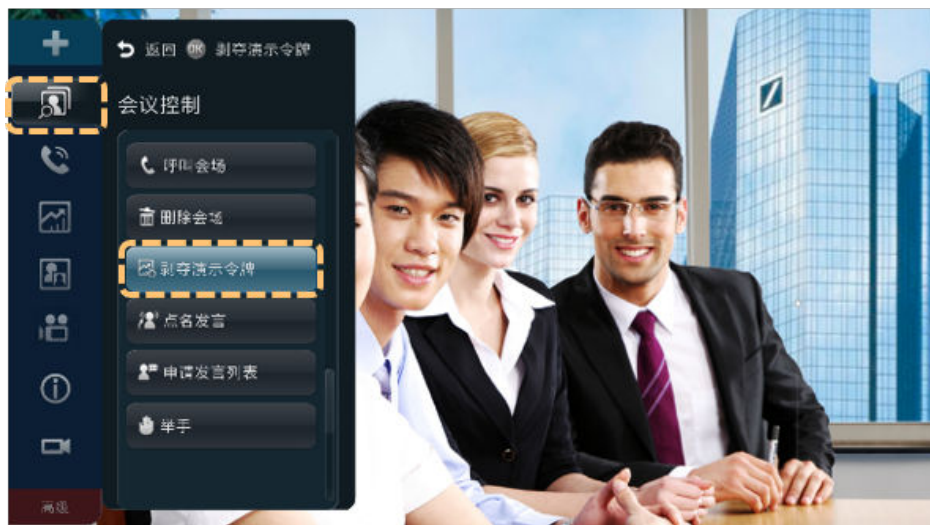 返回 OK 剥夺演示令牌
会议控制
呼叫会场
删除会场
剥夺演示令牌
点名发言
申请发言列表
举手
高级